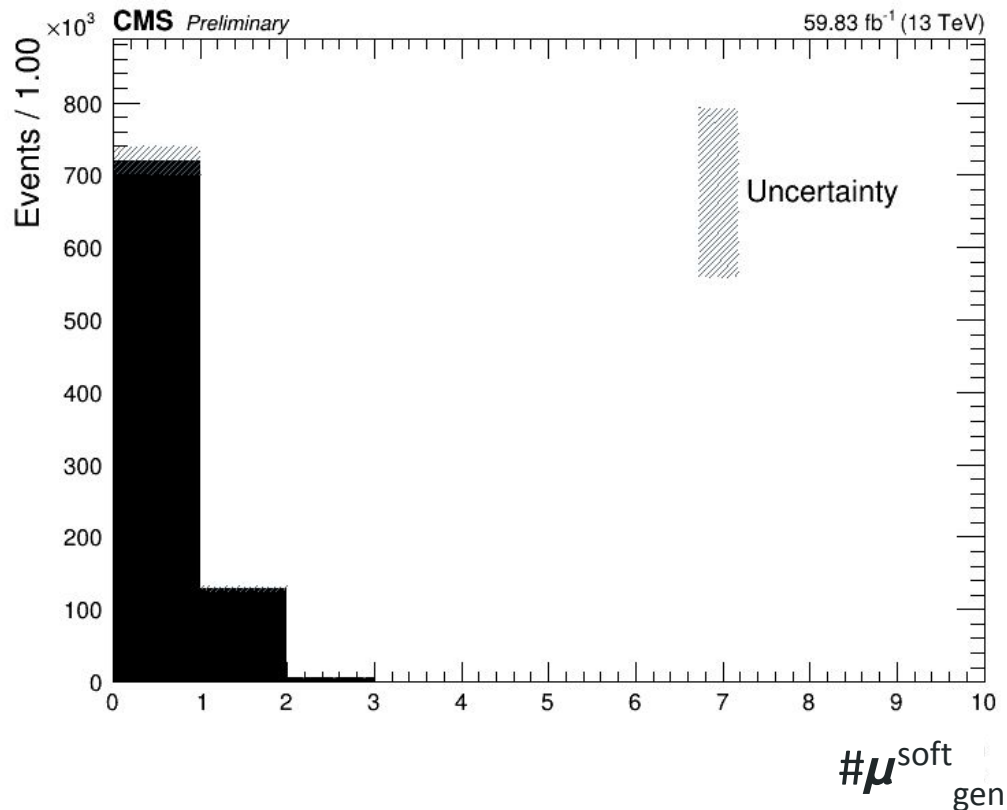 ×10³ CMS Preliminary 59.83 fb⁻¹ (13 TeV)
Events / 1.00
800
700
600
500
400
300
200
100
0
Uncertainty
0 1 2 3 4 5 6 7 8 9 10
#μ^soft_gen